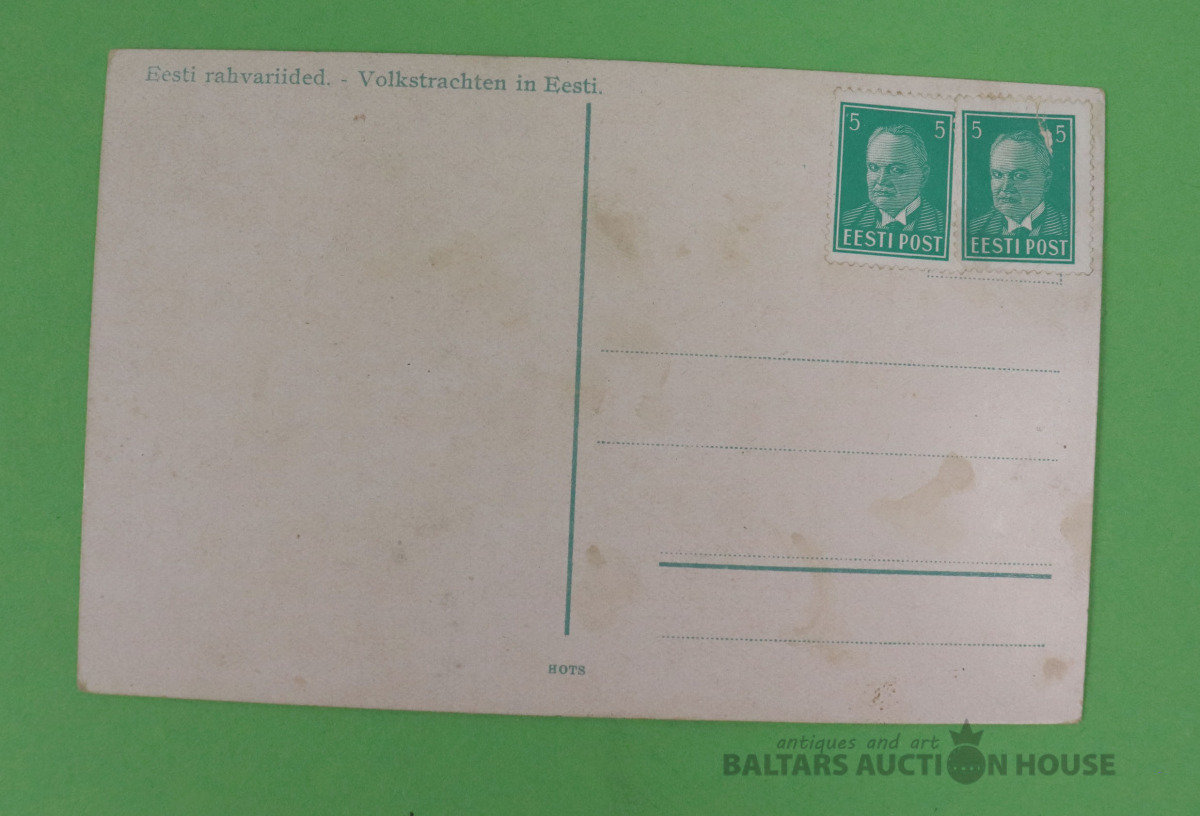 Eesti rahvariided. - Volkstrachten in Eesti.
5 5
EESTI POST
5 5
EESTI POST
HOTS
antiques and art
BALTARS AUCTION HOUSE